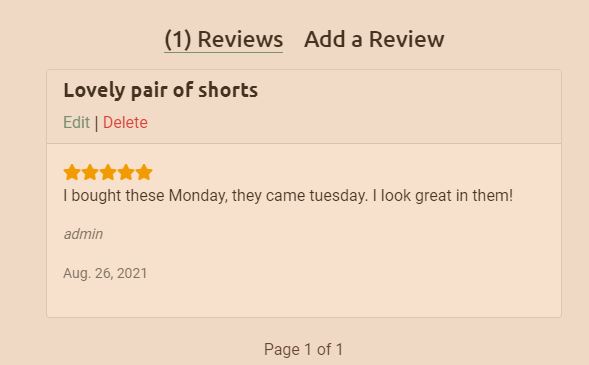 (1) Reviews Add a Review
Lovely pair of shorts
Edit | Delete
I bought these Monday, they came tuesday. I look great in them!
admin
Aug. 26, 2021
Page 1 of 1